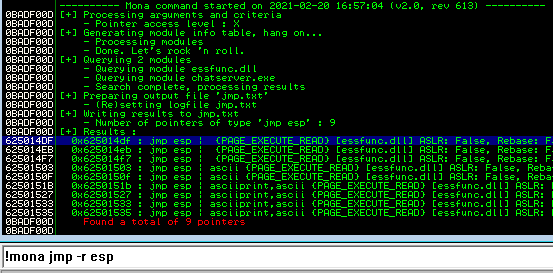 ---------- Mona command started on 2021-02-20 16:57:04 (v2.0, rev 613) ----------
0BADF00D [+] Processing arguments and criteria
0BADF00D - Pointer access level : X
0BADF00D [+] Generating module info table, hang on...
0BADF00D - Processing modules
0BADF00D - Done. Let's rock 'n roll.
0BADF00D [+] Querying 2 modules
0BADF00D - Querying module essfunc.dll
0BADF00D - Querying module chatserver.exe
0BADF00D - Search complete, processing results
0BADF00D [+] Preparing output file 'jmp.txt'
0BADF00D - (Re)setting logfile jmp.txt
0BADF00D [+] Writing results to jmp.txt
0BADF00D - Number of pointers of type 'jmp esp' : 9
0BADF00D [+] Results :
625014DF 0x625014df : jmp esp | {PAGE_EXECUTE_READ} [essfunc.dll] ASLR: False, Rebase: F
625014EB 0x625014eb : jmp esp | {PAGE_EXECUTE_READ} [essfunc.dll] ASLR: False, Rebase: F
625014F7 0x625014f7 : jmp esp | {PAGE_EXECUTE_READ} [essfunc.dll] ASLR: False, Rebase: F
62501503 0x62501503 : jmp esp | ascii {PAGE_EXECUTE_READ} [essfunc.dll] ASLR: False, Reb
6250150F 0x6250150f : jmp esp | ascii {PAGE_EXECUTE_READ} [essfunc.dll] ASLR: False, Reb
6250151B 0x6250151b : jmp esp | asciiprint,ascii {PAGE_EXECUTE_READ} [essfunc.dll] ASLR:
62501527 0x62501527 : jmp esp | asciiprint,ascii {PAGE_EXECUTE_READ} [essfunc.dll] ASLR:
62501533 0x62501533 : jmp esp | asciiprint,ascii {PAGE_EXECUTE_READ} [essfunc.dll] ASLR:
62501535 0x62501535 : jmp esp | asciiprint,ascii {PAGE_EXECUTE_READ} [essfunc.dll] ASLR:
0BADF00D Found a total of 9 pointers
!mona jmp -r esp